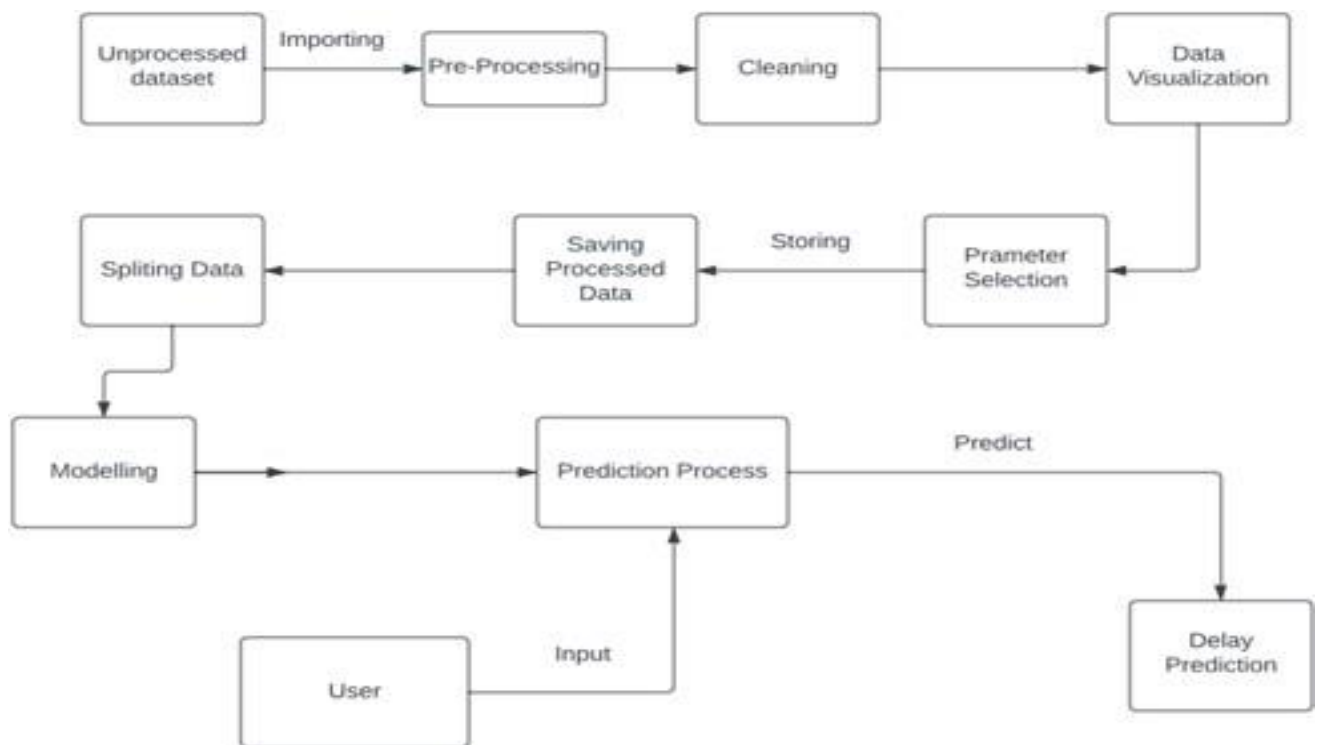 Unprocessed
dataset
Importing
Pre-Processing
Cleaning
Data
Visualization
Spliting Data
Saving
Processed
Data
Storing
Prameter
Selection
Modelling
Prediction Process
Predict
User
Input
Delay
Prediction